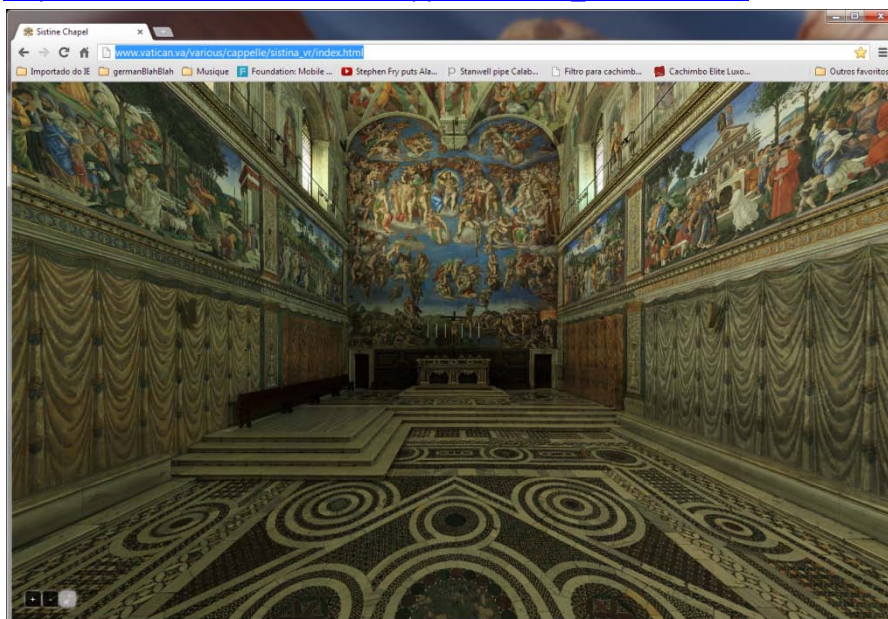 Sistine Chapel
www.vatican.va/various/cappelle/sistina_vr/index.html
Importado do IE germanBlahBlah Musique Foundation: Mobile ... Stephen Fry puts Ala... Stanwell pipe Calab... Filtro para cachimb... Cachimbo Elite Luxo... Outros favoritos